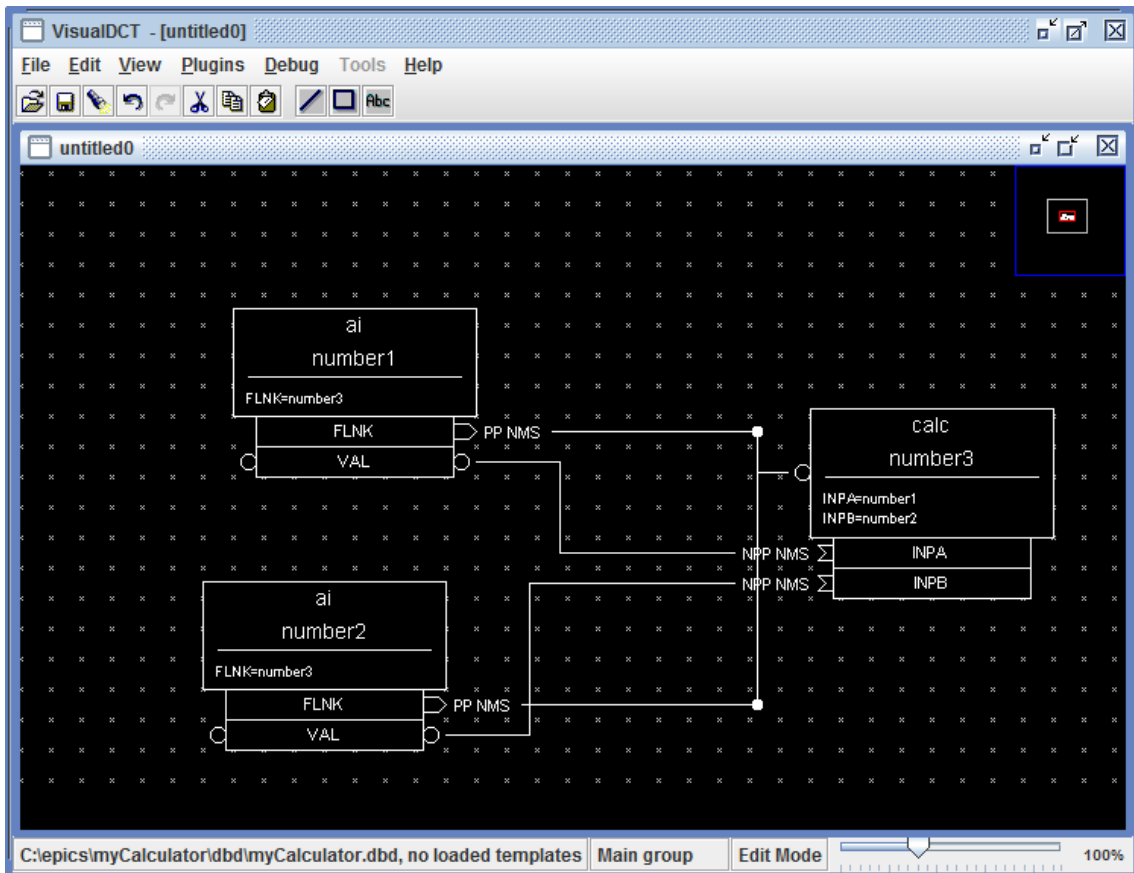 VisualDCT - [untitled0]
File Edit View Plugins Debug Tools Help
Abc
untitled0
ai
number1
FLNK=number3
FLNK
PP NMS
VAL
calc
number3
INPA=number1
INPB=number2
NPP NMS
INPA
NPP NMS
INPB
ai
number2
FLNK=number3
FLNK
PP NMS
VAL
C:\epics\myCalculator\dbd\myCalculator.dbd, no loaded templates Main group Edit Mode 100%